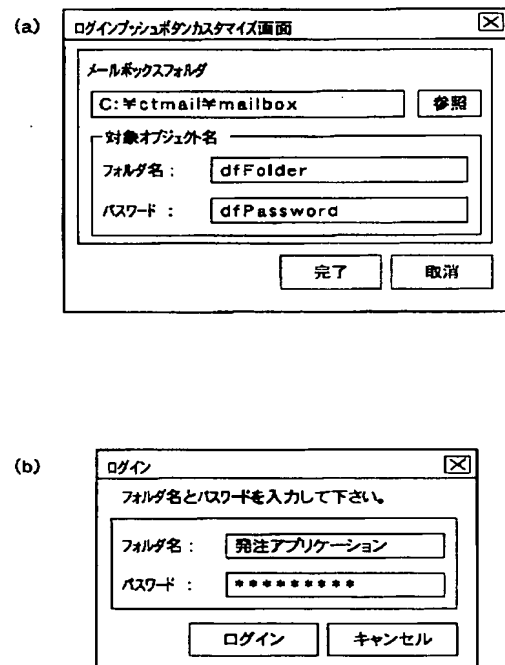 (a)
ログインプッシュボタンカスタマイズ画面
メールボックスフォルダ
C:¥ctmail¥mailbox 参照
対象オブジェクト名
フォルダ名: dfFolder
パスワード: dfPassword
完了 取消
(b)
ログイン
フォルダ名とパスワードを入力して下さい。
フォルダ名: 発注アプリケーション
パスワード: *********
ログイン キャンセル